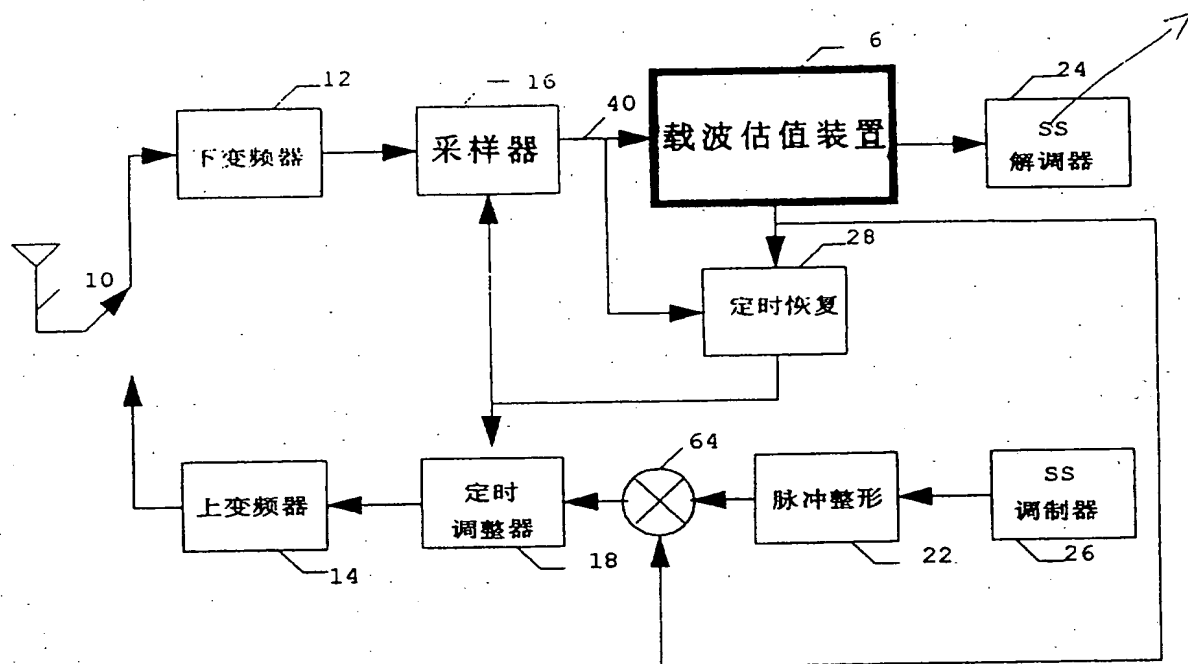 6
12
16
40
24
下变频器
采样器
载波估值装置
SS
解调器
28
10
定时恢复
64
上变频器
定时
调整器
脉冲整形
SS
调制器
14
18
22
26